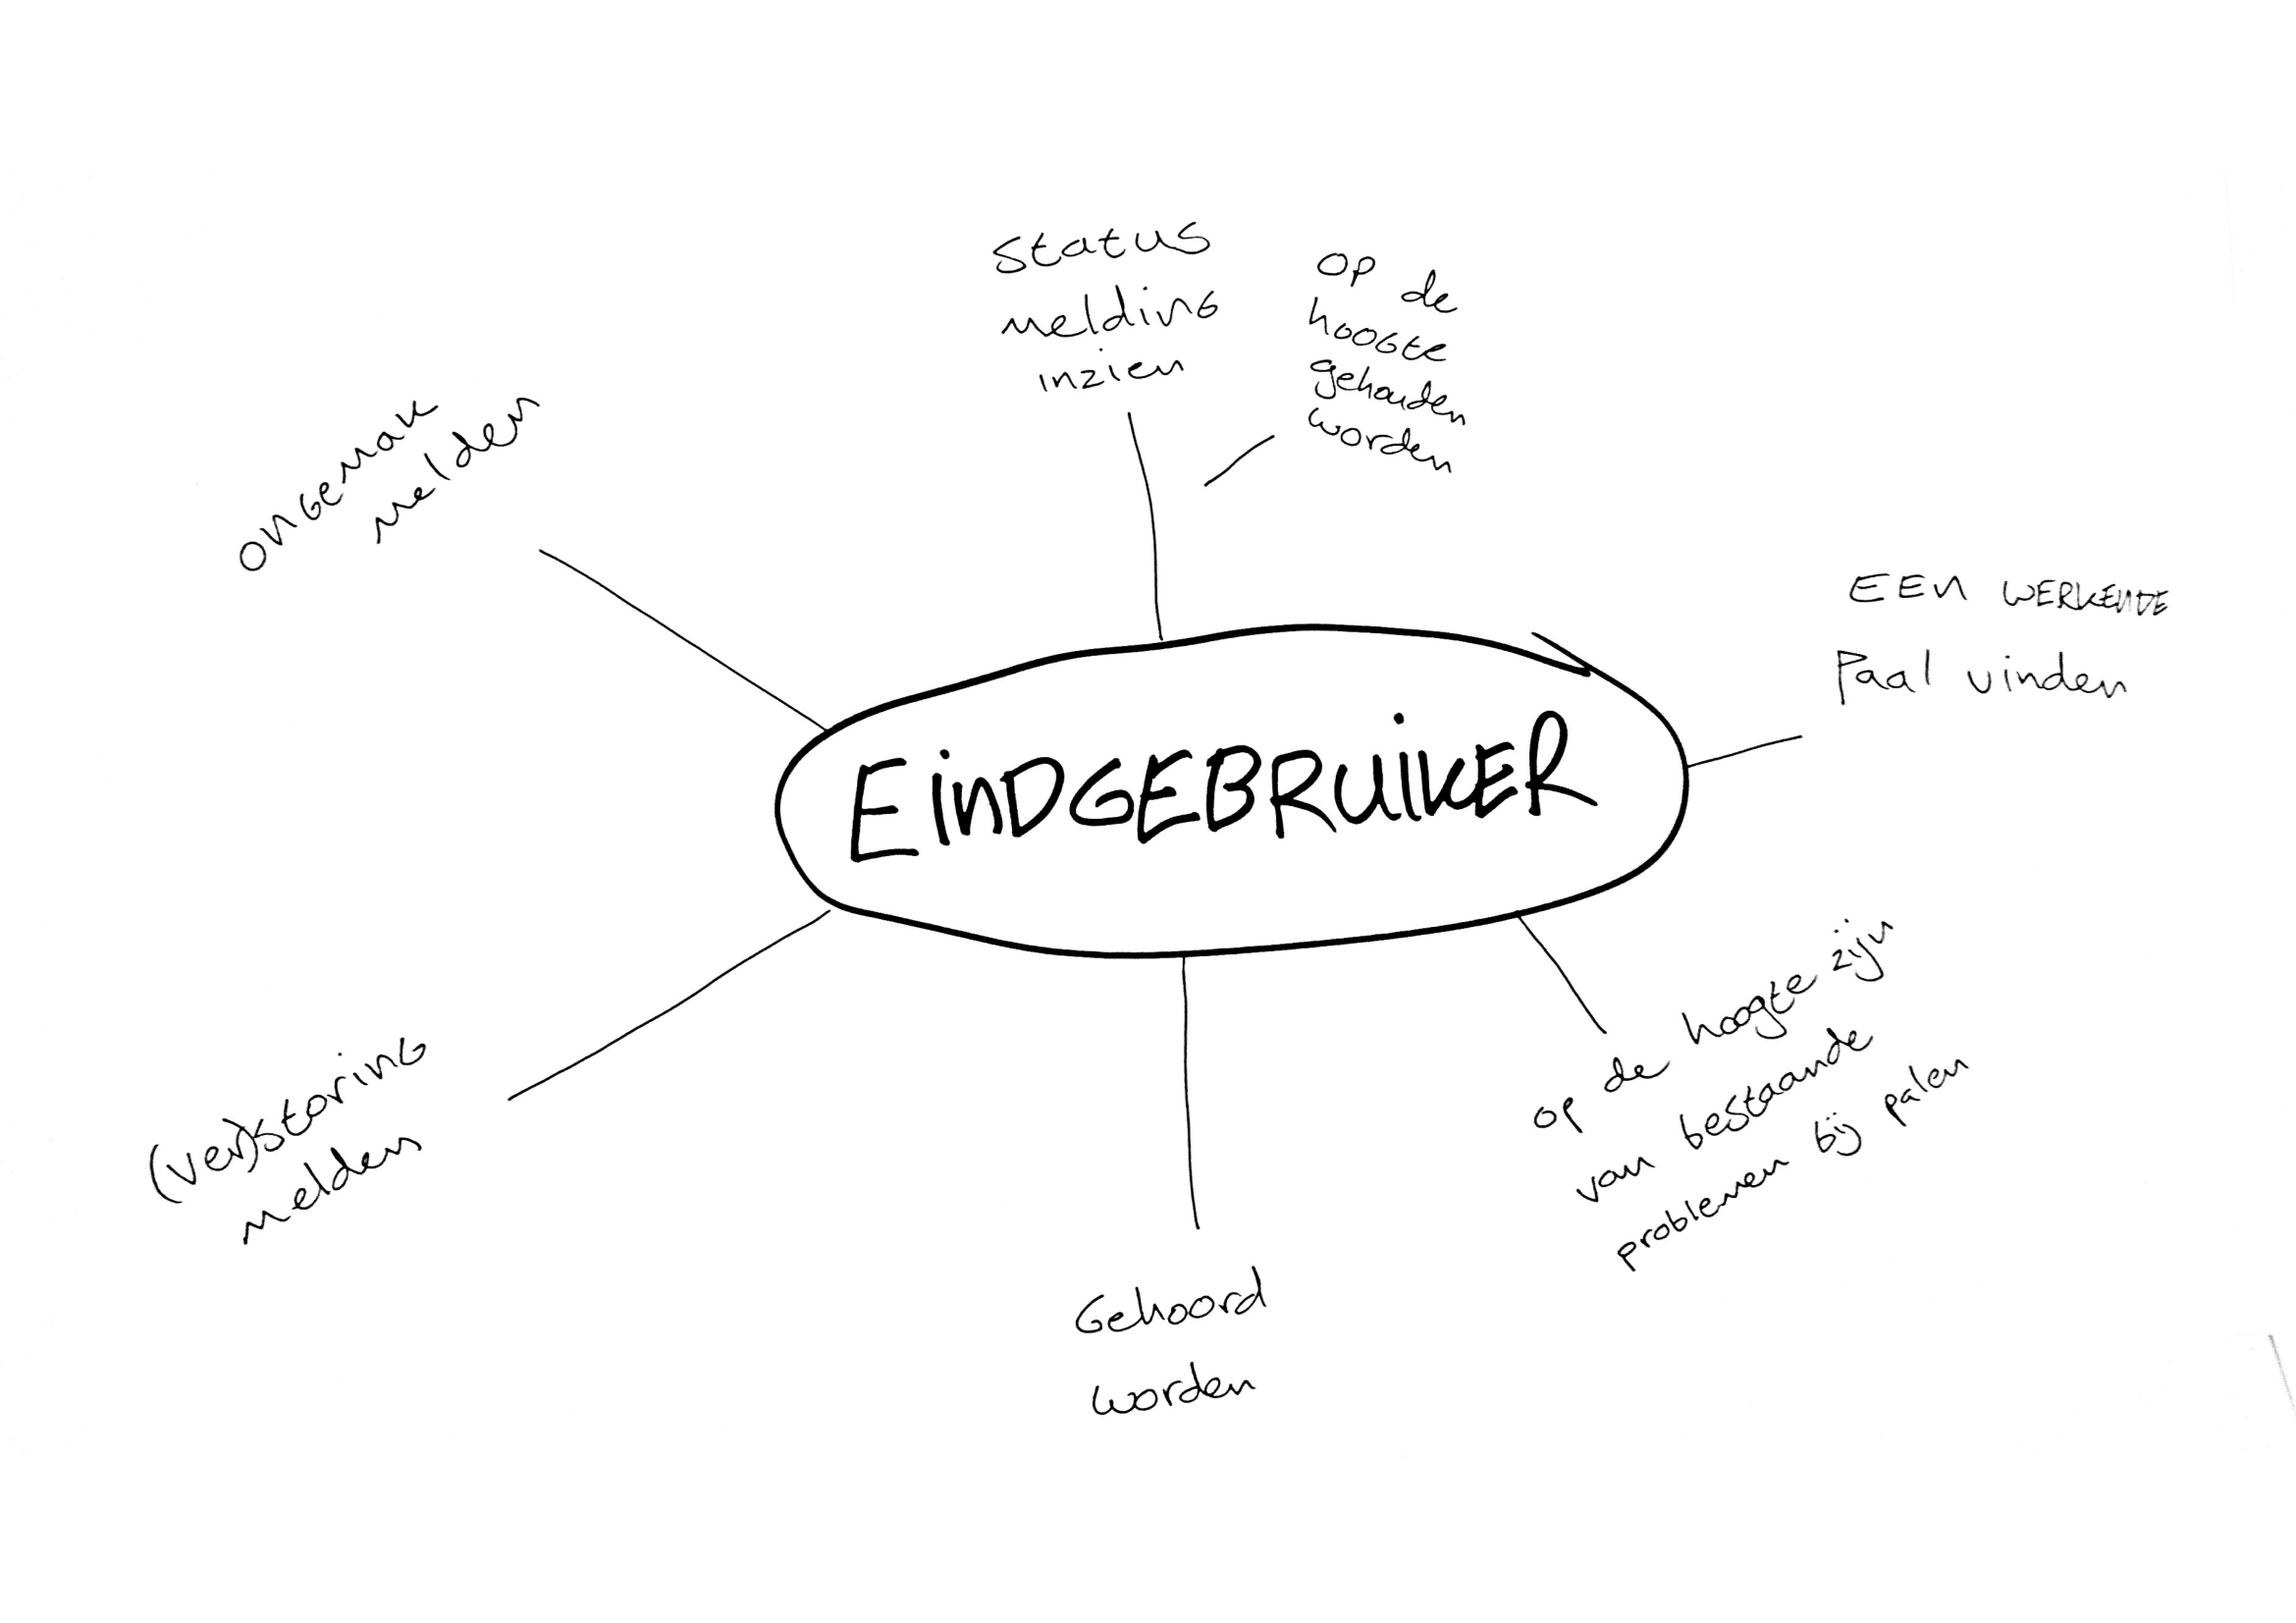 status
melding
inzien
op de
hoogte
gehouden
worden
ongemak
melden
EEN WERKENDE
Paal vinden
EINDGEBRUIKER
op de hoogte zijn
van bestaande
problemen bij palen
(ver)storing
melden
Gehoord
worden